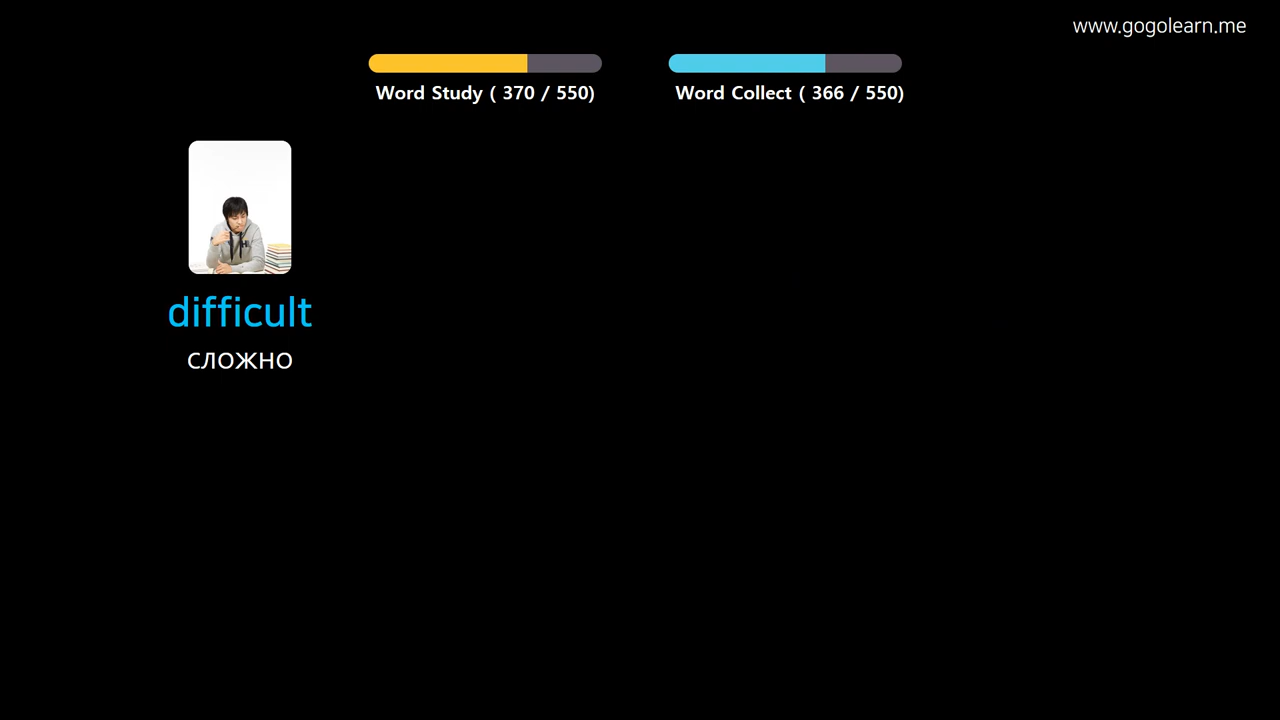 www.gogolearn.me
Word Study ( 370 / 550)
Word Collect ( 366 / 550)
difficult
сложно